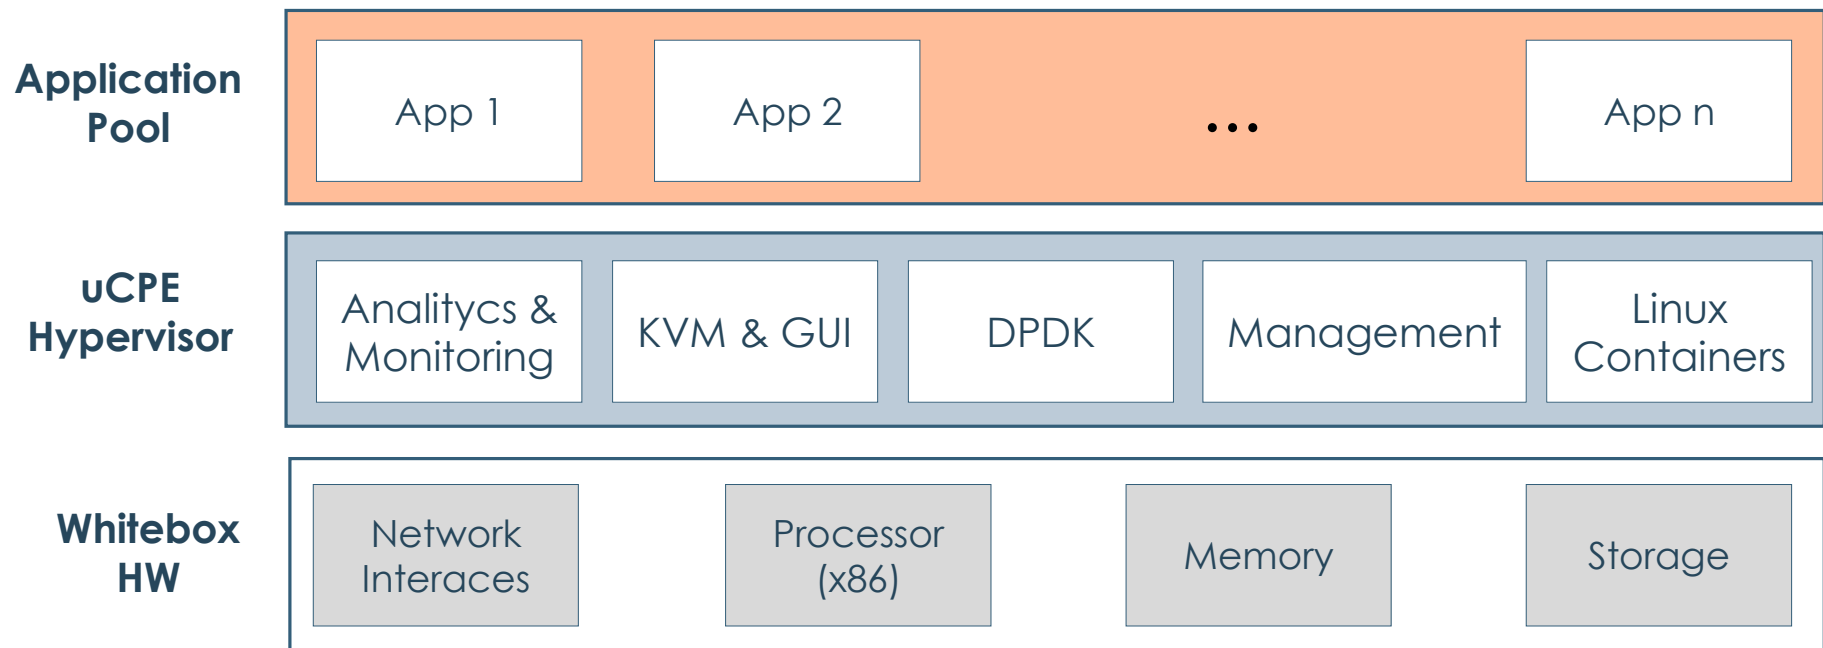 Application
Pool
App 1
App 2
...
App n
uCPE
Hypervisor
Analitycs &
Monitoring
KVM & GUI
DPDK
Management
Linux
Containers
Whitebox
HW
Network
Interaces
Processor
(x86)
Memory
Storage